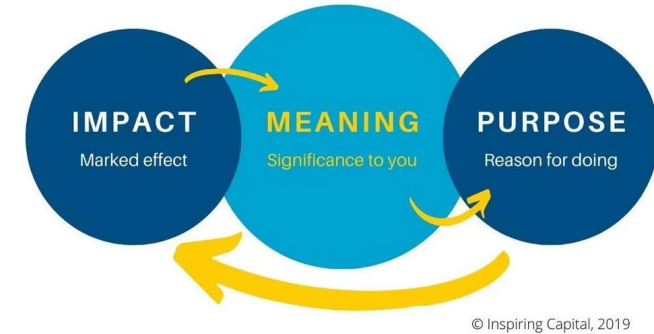 IMPACT
Marked effect
MEANING
Significance to you
PURPOSE
Reason for doing
© Inspiring Capital, 2019